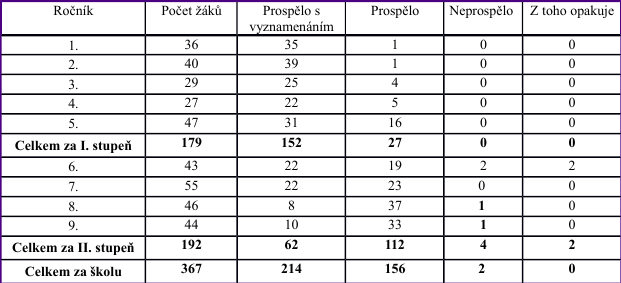 Ročník Počet žáků Prospělo s vyznamenáním Prospělo Neprospělo Z toho opakuje
1. 36 35 1 0 0
2. 40 39 1 0 0
3. 29 25 4 0 0
4. 27 22 5 0 0
5. 47 31 16 0 0
Celkem za I. stupeň 179 152 27 0 0
6. 43 22 19 2 2
7. 55 22 23 0 0
8. 46 8 37 1 0
9. 44 10 33 1 0
Celkem za II. stupeň 192 62 112 4 2
Celkem za školu 367 214 156 2 0